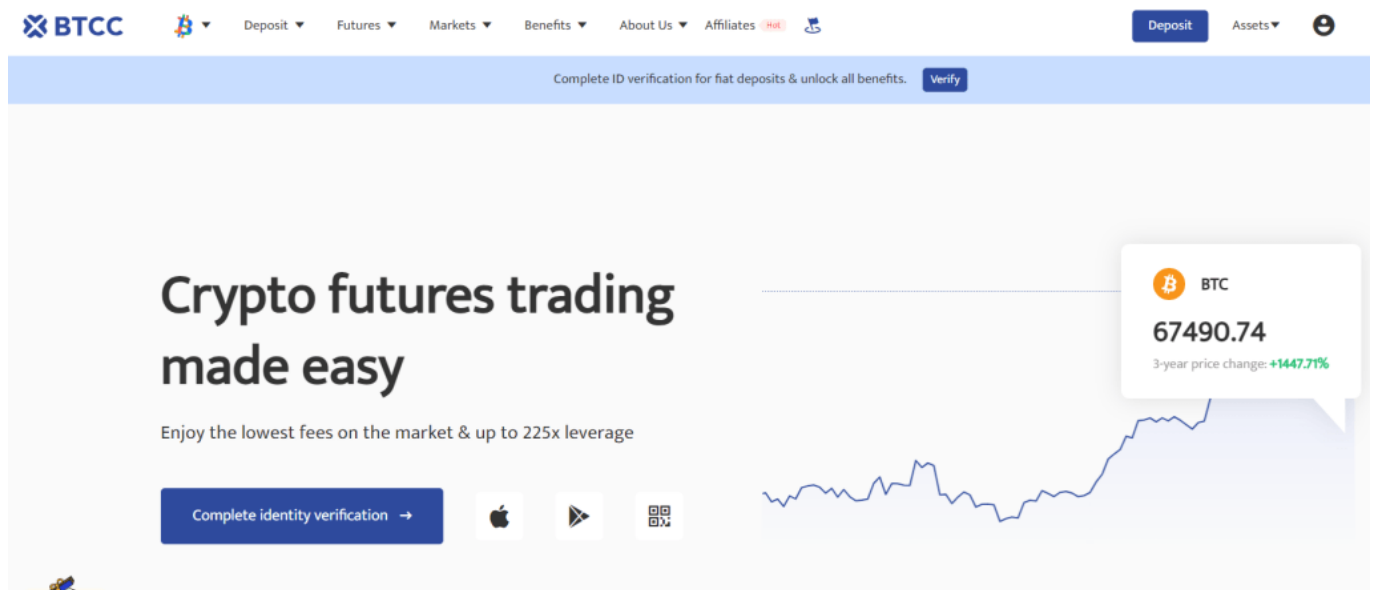 BTCC
Deposit
Futures
Markets
Benefits
About Us
Affiliates
Hot
Deposit
Assets
Complete ID verification for fiat deposits & unlock all benefits.
Verify
Crypto futures trading
made easy
Enjoy the lowest fees on the market & up to 225x leverage
Complete identity verification →
BTC
67490.74
3-year price change: +1447.71%